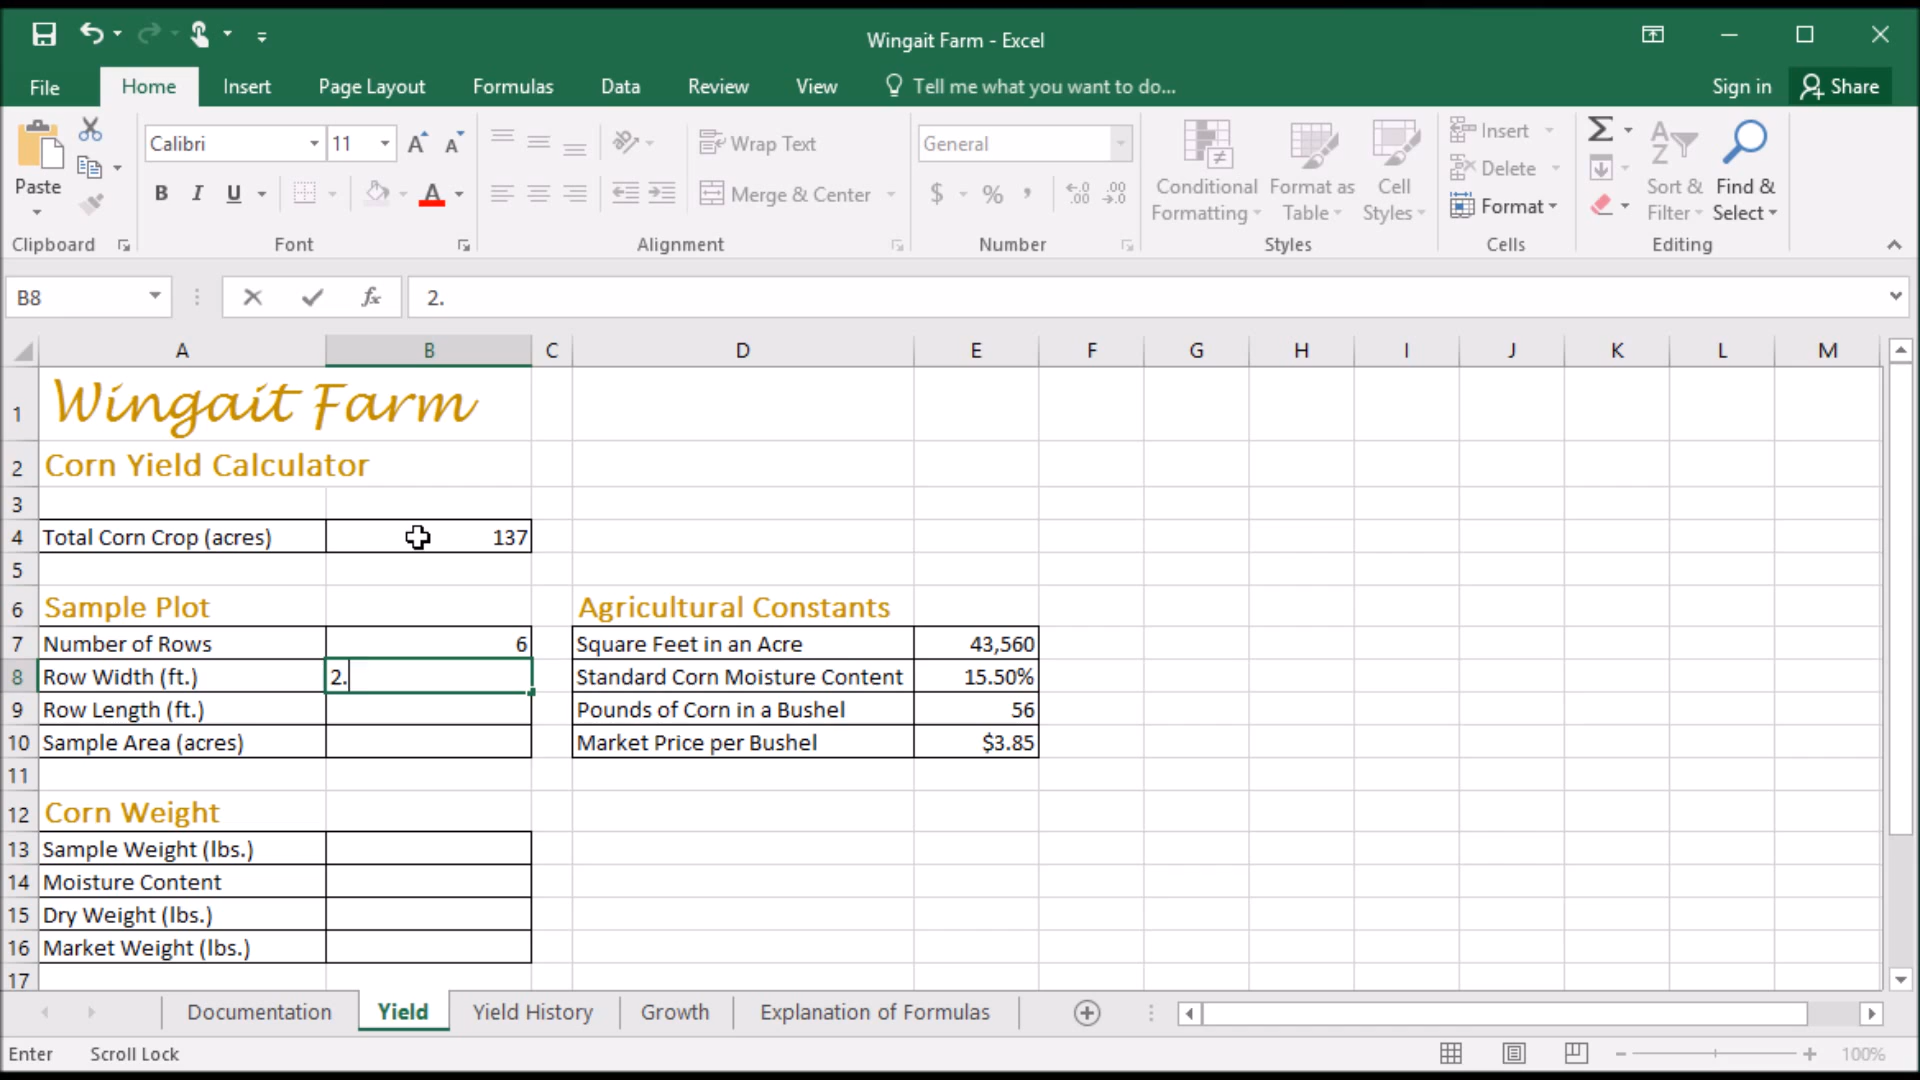 Wingait Farm - Excel
File Home Insert Page Layout Formulas Data Review View Tell me what you want to do... Sign in Share
Paste
Clipboard
Calibri 11 A A
B I U A
Font
Wrap Text
Merge & Center
Alignment
General
$ % , .0 .00 .00 .0
Number
Conditional Formatting
Format as Table
Cell Styles
Styles
Insert
Delete
Format
Cells
Σ
Sort & Filter
Find & Select
Editing
B8 fx 2.
A B C D E F G H I J K L M
1 Wingait Farm
2 Corn Yield Calculator
3
4 Total Corn Crop (acres) 137
5
6 Sample Plot Agricultural Constants
7 Number of Rows 6 Square Feet in an Acre 43,560
8 Row Width (ft.) 2. Standard Corn Moisture Content 15.50%
9 Row Length (ft.) Pounds of Corn in a Bushel 56
10 Sample Area (acres) Market Price per Bushel $3.85
11
12 Corn Weight
13 Sample Weight (lbs.)
14 Moisture Content
15 Dry Weight (lbs.)
16 Market Weight (lbs.)
17
Documentation Yield Yield History Growth Explanation of Formulas
Enter Scroll Lock 100%